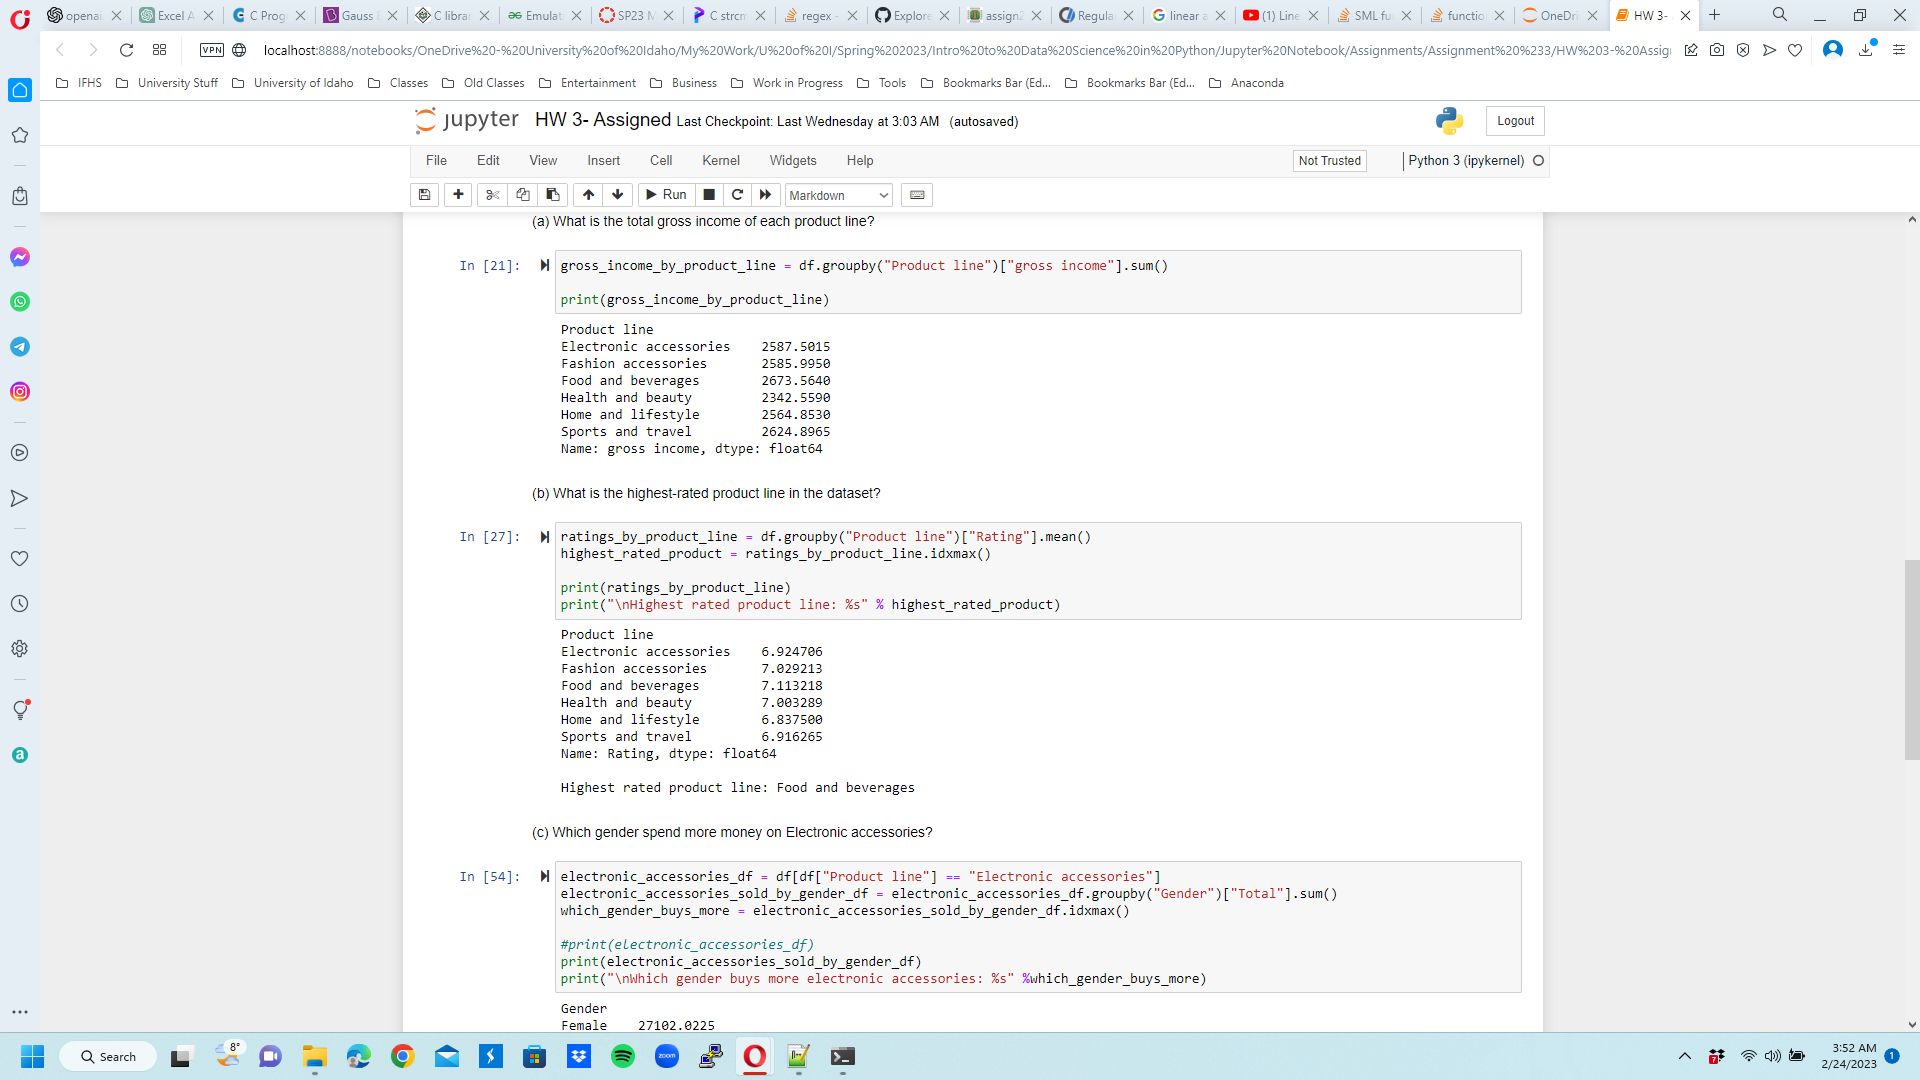 openai
Excel A
C Prog
Gauss
C librar
Emulat
SP23 M
C strcm
regex -
Explore
assign2
Regula
linear a
(1) Line
SML fu
functio
OneDri
HW 3-
VPN
localhost:8888/notebooks/OneDrive%20-%20University%20of%20Idaho/My%20Work/U%20of%20I/Spring%202023/Intro%20to%20Data%20Science%20in%20Python/Jupyter%20Notebook/Assignments/Assignment%20%233/HW%203-%20Assig
IFHS
University Stuff
University of Idaho
Classes
Old Classes
Entertainment
Business
Work in Progress
Tools
Bookmarks Bar (Ed...
Bookmarks Bar (Ed...
Anaconda
jupyter HW 3- Assigned Last Checkpoint: Last Wednesday at 3:03 AM (autosaved)
Logout
File Edit View Insert Cell Kernel Widgets Help
Not Trusted
Python 3 (ipykernel)
Run
Markdown
(a) What is the total gross income of each product line?
In [21]:
gross_income_by_product_line = df.groupby("Product line")["gross income"].sum()
print(gross_income_by_product_line)
Product line
Electronic accessories    2587.5015
Fashion accessories       2585.9950
Food and beverages        2673.5640
Health and beauty         2342.5590
Home and lifestyle        2564.8530
Sports and travel         2624.8965
Name: gross income, dtype: float64
(b) What is the highest-rated product line in the dataset?
In [27]:
ratings_by_product_line = df.groupby("Product line")["Rating"].mean()
highest_rated_product = ratings_by_product_line.idxmax()
print(ratings_by_product_line)
print("\nHighest rated product line: %s" % highest_rated_product)
Product line
Electronic accessories    6.924706
Fashion accessories       7.029213
Food and beverages        7.113218
Health and beauty         7.003289
Home and lifestyle        6.837500
Sports and travel         6.916265
Name: Rating, dtype: float64
Highest rated product line: Food and beverages
(c) Which gender spend more money on Electronic accessories?
In [54]:
electronic_accessories_df = df[df["Product line"] == "Electronic accessories"]
electronic_accessories_sold_by_gender_df = electronic_accessories_df.groupby("Gender")["Total"].sum()
which_gender_buys_more = electronic_accessories_sold_by_gender_df.idxmax()
#print(electronic_accessories_df)
print(electronic_accessories_sold_by_gender_df)
print("\nWhich gender buys more electronic accessories: %s" %which_gender_buys_more)
Gender
Female    27102.0225
Search
8°
zoom
3:52 AM
2/24/2023
1